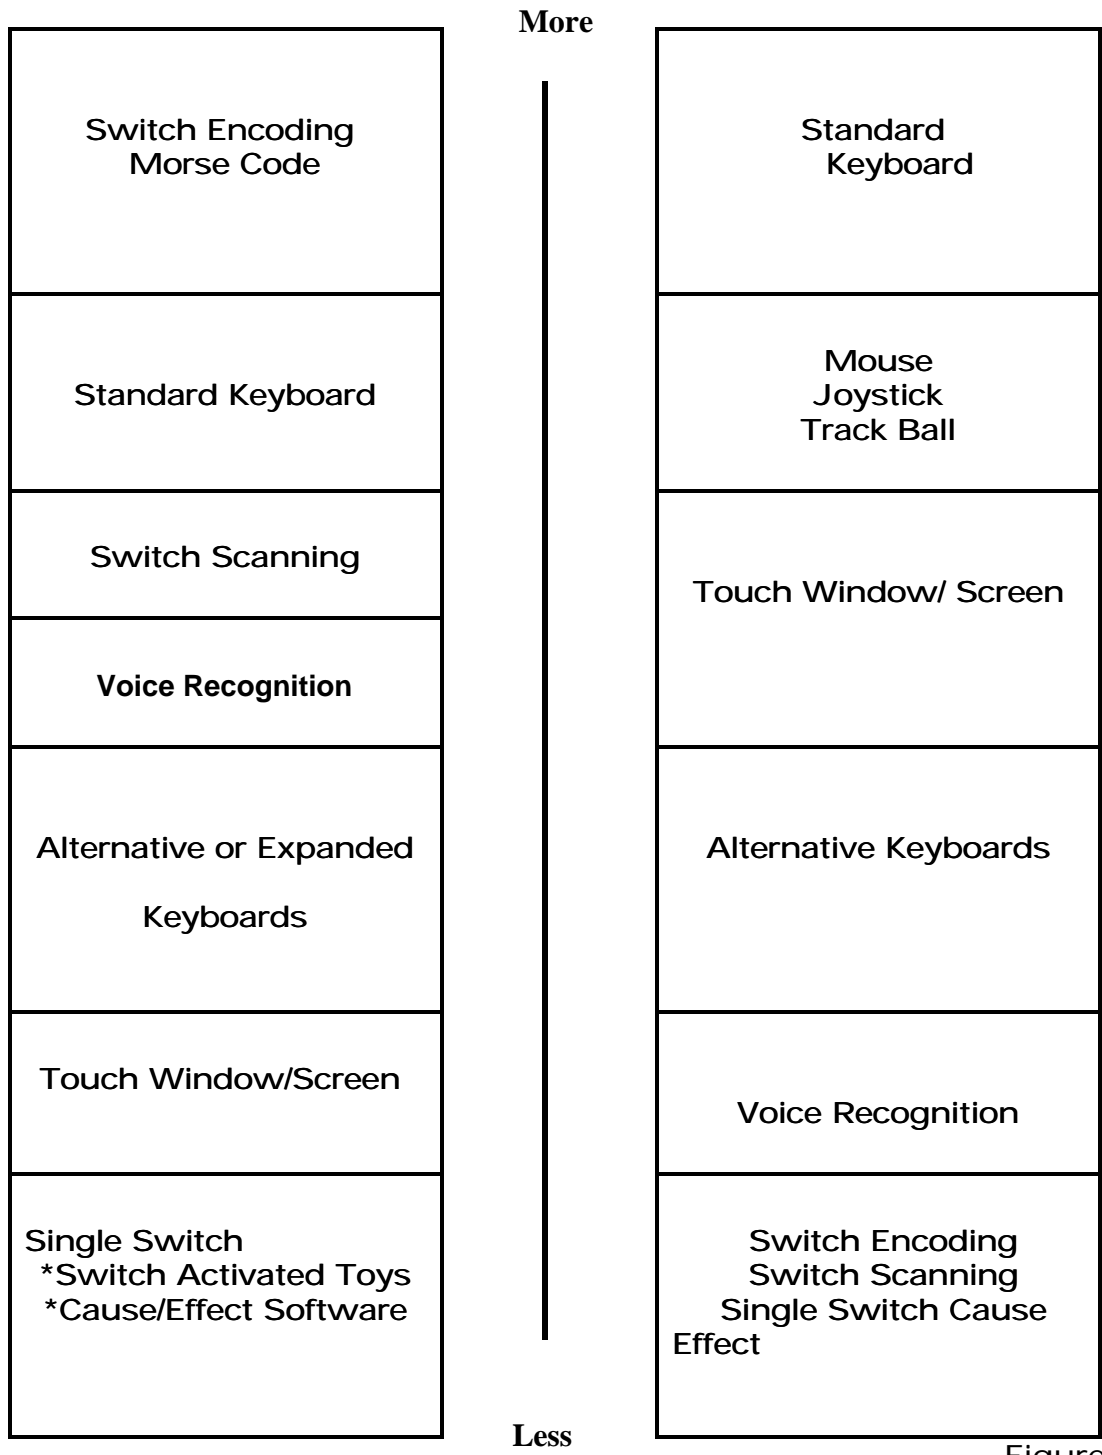 More
Switch Encoding
Morse Code
Standard Keyboard
Switch Scanning
Voice Recognition
Alternative or Expanded
Keyboards
Touch Window/Screen
Single Switch
*Switch Activated Toys
*Cause/Effect Software
Standard
Keyboard
Mouse
Joystick
Track Ball
Touch Window/ Screen
Alternative Keyboards
Voice Recognition
Switch Encoding
Switch Scanning
Single Switch Cause
Effect
Less
Figure